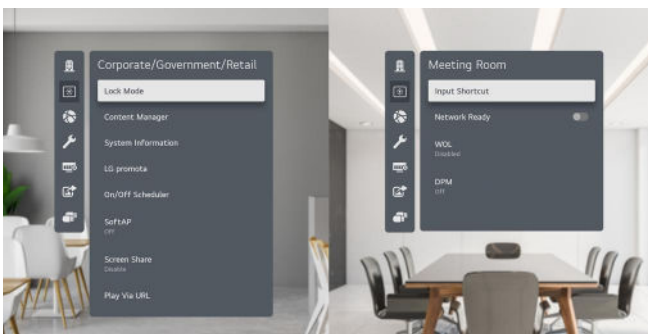 Corporate/Government/Retail
Lock Mode
Content Manager
System Information
LG promota
On/Off Scheduler
SoftAP
Off
Screen Share
Disable
Play Via URL
Meeting Room
Input Shortcut
Network Ready
WOL
Disabled
DPM
Off